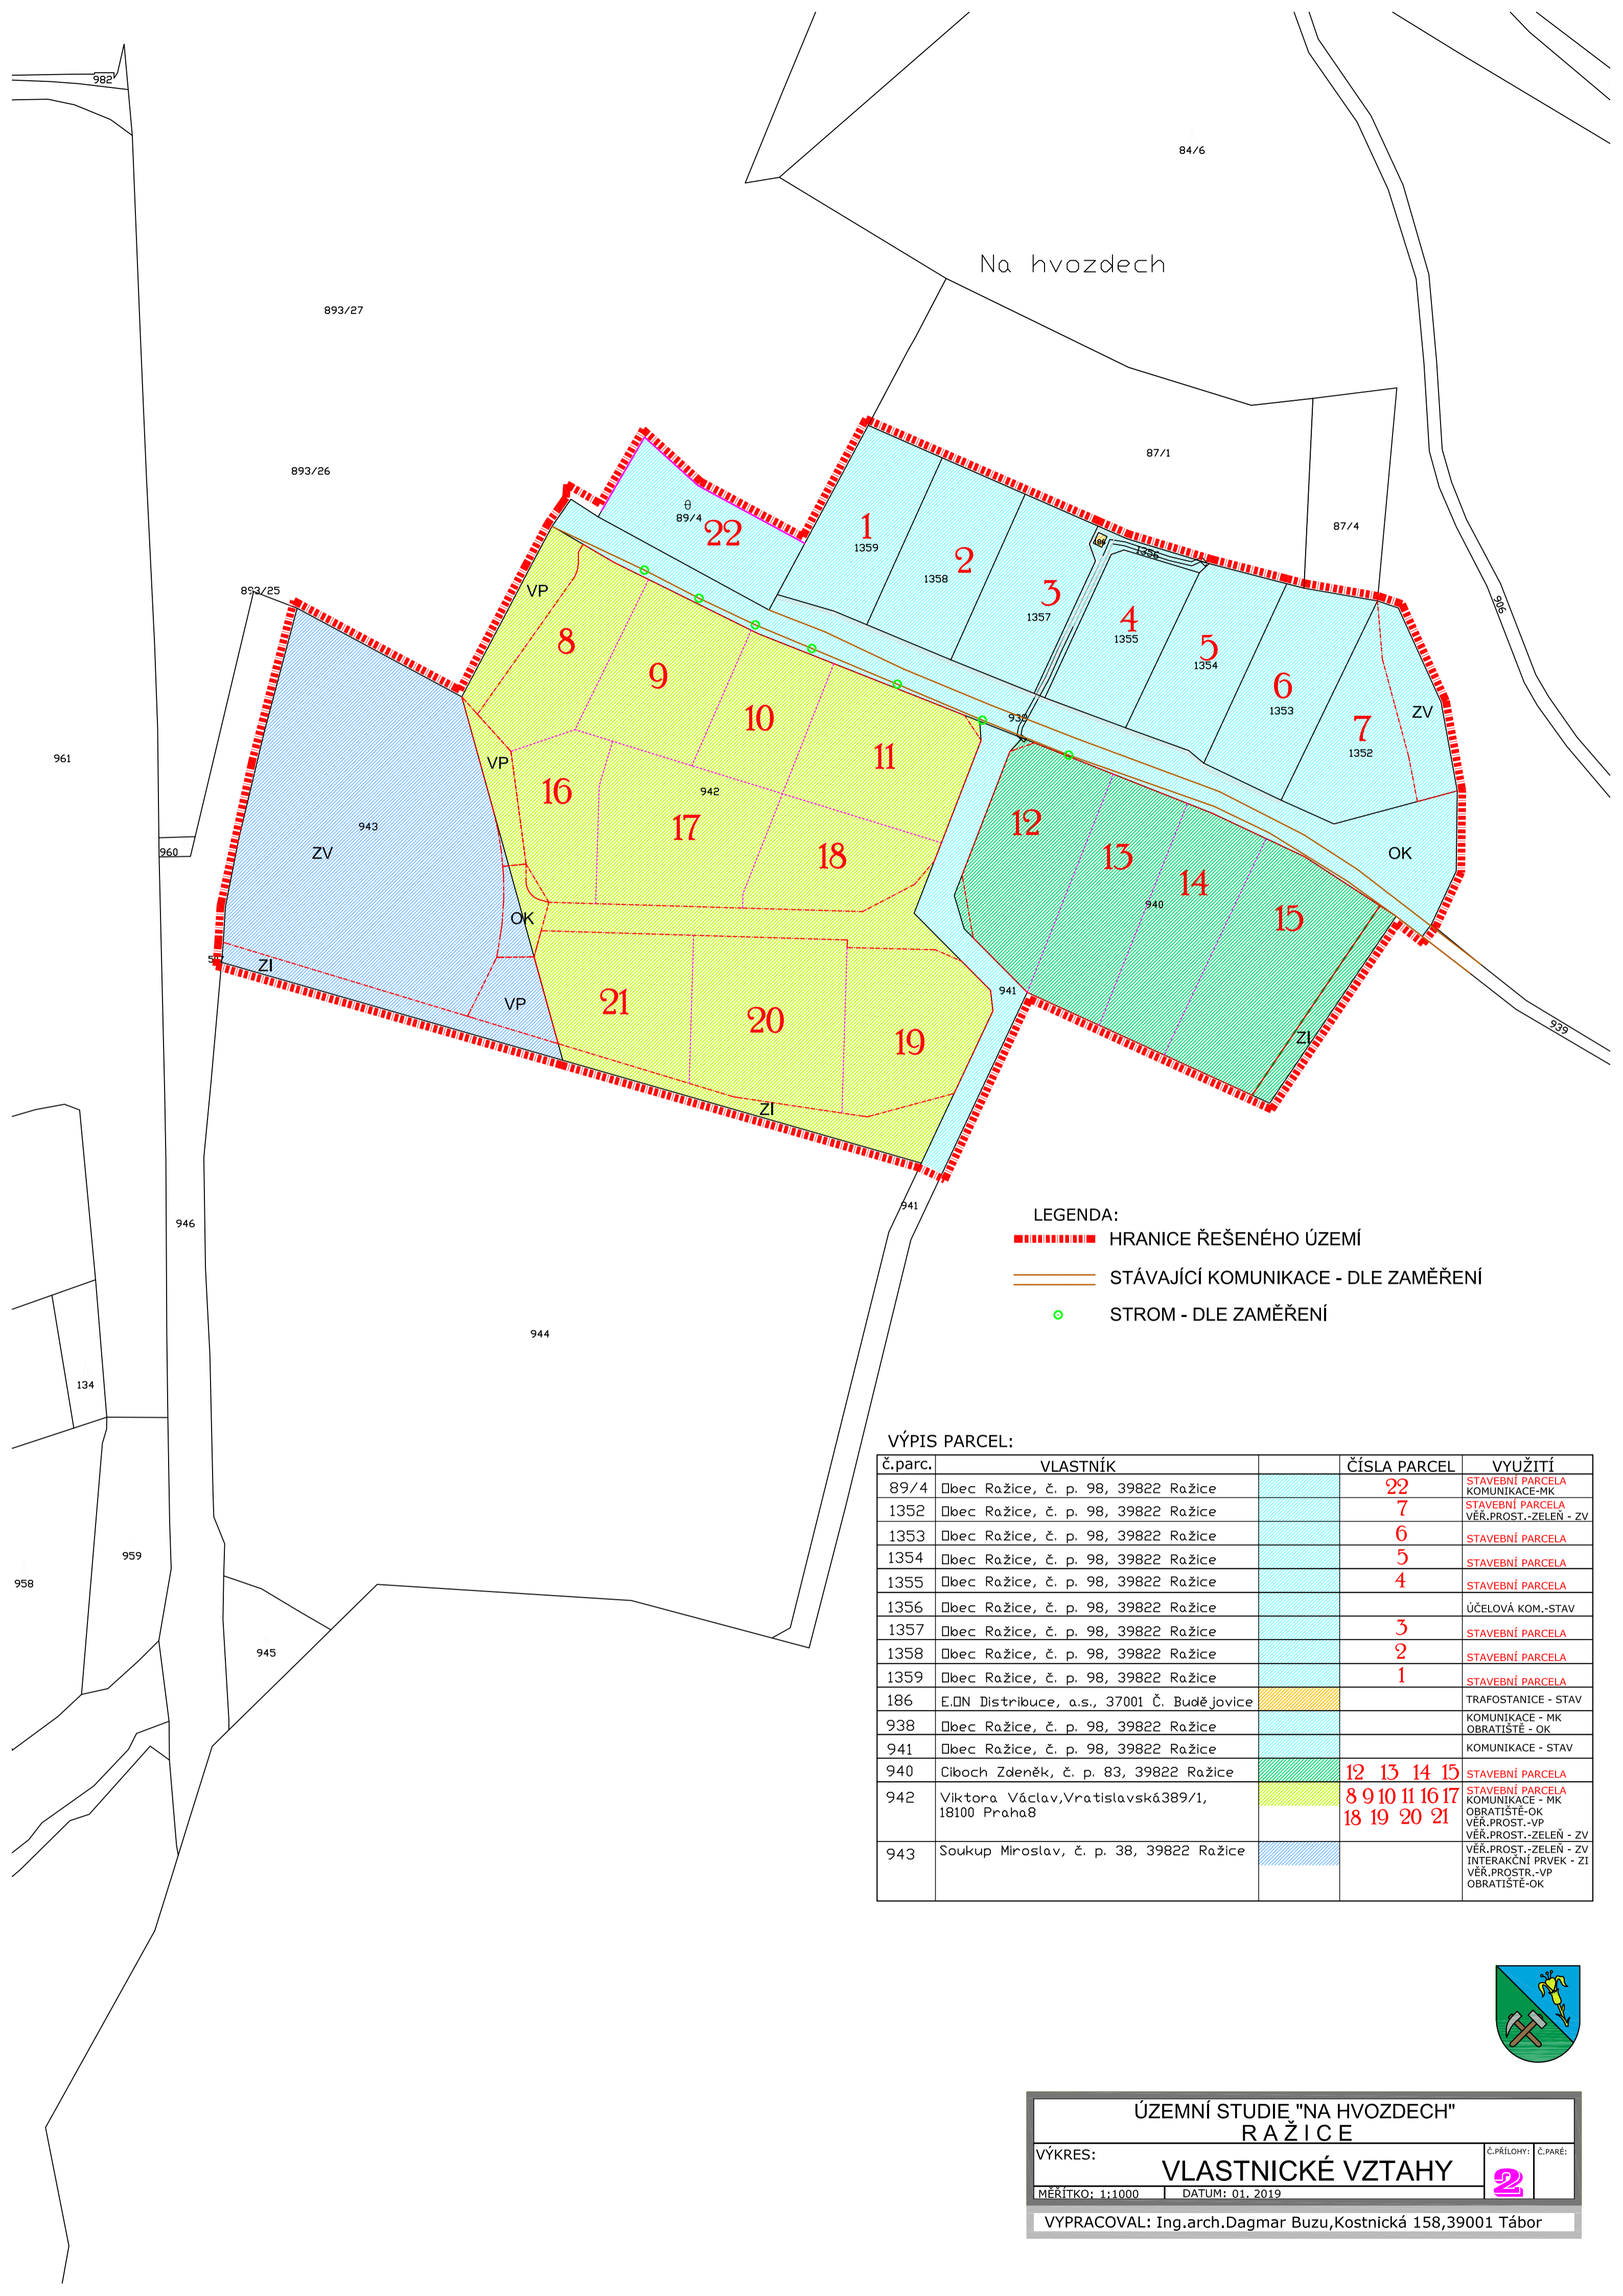 982
84/6
Na hvozdech
893/27
87/1
893/26
87/4
89/4
22
1
1359
2
1358
3
1357
186
1356
4
1355
5
1354
6
1353
7
1352
ZV
906
893/25
VP
8
9
10
11
938
961
VP
16
942
17
18
12
13
14
940
15
OK
943
ZV
960
OK
ZI
VP
21
20
19
941
ZI
939
ZI
941
946
944
134
959
958
945
LEGENDA:
HRANICE ŘEŠENÉHO ÚZEMÍ
STÁVAJÍCÍ KOMUNIKACE - DLE ZAMĚŘENÍ
STROM - DLE ZAMĚŘENÍ
VÝPIS PARCEL:
č.parc. VLASTNÍK ČÍSLA PARCEL VYUŽITÍ
89/4 Obec Ražice, č. p. 98, 39822 Ražice 22 STAVEBNÍ PARCELA
KOMUNIKACE-MK
1352 Obec Ražice, č. p. 98, 39822 Ražice 7 STAVEBNÍ PARCELA
VĚŘ.PROST.-ZELEŇ - ZV
1353 Obec Ražice, č. p. 98, 39822 Ražice 6 STAVEBNÍ PARCELA
1354 Obec Ražice, č. p. 98, 39822 Ražice 5 STAVEBNÍ PARCELA
1355 Obec Ražice, č. p. 98, 39822 Ražice 4 STAVEBNÍ PARCELA
1356 Obec Ražice, č. p. 98, 39822 Ražice ÚČELOVÁ KOM.-STAV
1357 Obec Ražice, č. p. 98, 39822 Ražice 3 STAVEBNÍ PARCELA
1358 Obec Ražice, č. p. 98, 39822 Ražice 2 STAVEBNÍ PARCELA
1359 Obec Ražice, č. p. 98, 39822 Ražice 1 STAVEBNÍ PARCELA
186 E.ON Distribuce, a.s., 37001 Č. Budějovice TRAFOSTANICE - STAV
938 Obec Ražice, č. p. 98, 39822 Ražice KOMUNIKACE - MK
OBRATIŠTĚ - OK
941 Obec Ražice, č. p. 98, 39822 Ražice KOMUNIKACE - STAV
940 Ciboch Zdeněk, č. p. 83, 39822 Ražice 12 13 14 15 STAVEBNÍ PARCELA
942 Viktora Václav,Vratislavská389/1, 8 9 10 11 16 17 STAVEBNÍ PARCELA
KOMUNIKACE - MK
18100 Praha8 18 19 20 21 OBRATIŠTĚ-OK
VĚŘ.PROST.-VP
VĚŘ.PROST.-ZELEŇ - ZV
943 Soukup Miroslav, č. p. 38, 39822 Ražice VĚŘ.PROST.-ZELEŇ - ZV
INTERAKČNÍ PRVEK - ZI
VĚŘ.PROSTR.-VP
OBRATIŠTĚ-OK
ÚZEMNÍ STUDIE "NA HVOZDECH"
RAŽICE
VÝKRES: Č.PŘÍLOHY: Č.PARÉ:
VLASTNICKÉ VZTAHY 2
MĚŘÍTKO: 1:1000 DATUM: 01. 2019
VYPRACOVAL: Ing.arch.Dagmar Buzu,Kostnická 158,39001 Tábor